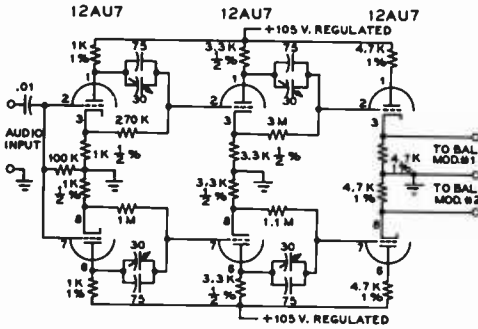 12AU7 12AU7 12AU7
+105 V. REGULATED
1K 1% 75 3.3K ½% 75 4.7K 1%
30 30
1 1 1
.01 2 2 2
3 3 3
270 K 3 M
AUDIO INPUT
100 K 1K ½% 3.3K ½% 4.7K 1%
TO BAL MOD.#1
1K ½% 3.3K ½% 4.7K 1%
TO BAL MOD.#2
8 1M 8 1.1M 8
7 7 7
30 30
6 6 6
1K 1% 75 3.3K ½% 75 4.7K 1%
+105 V. REGULATED